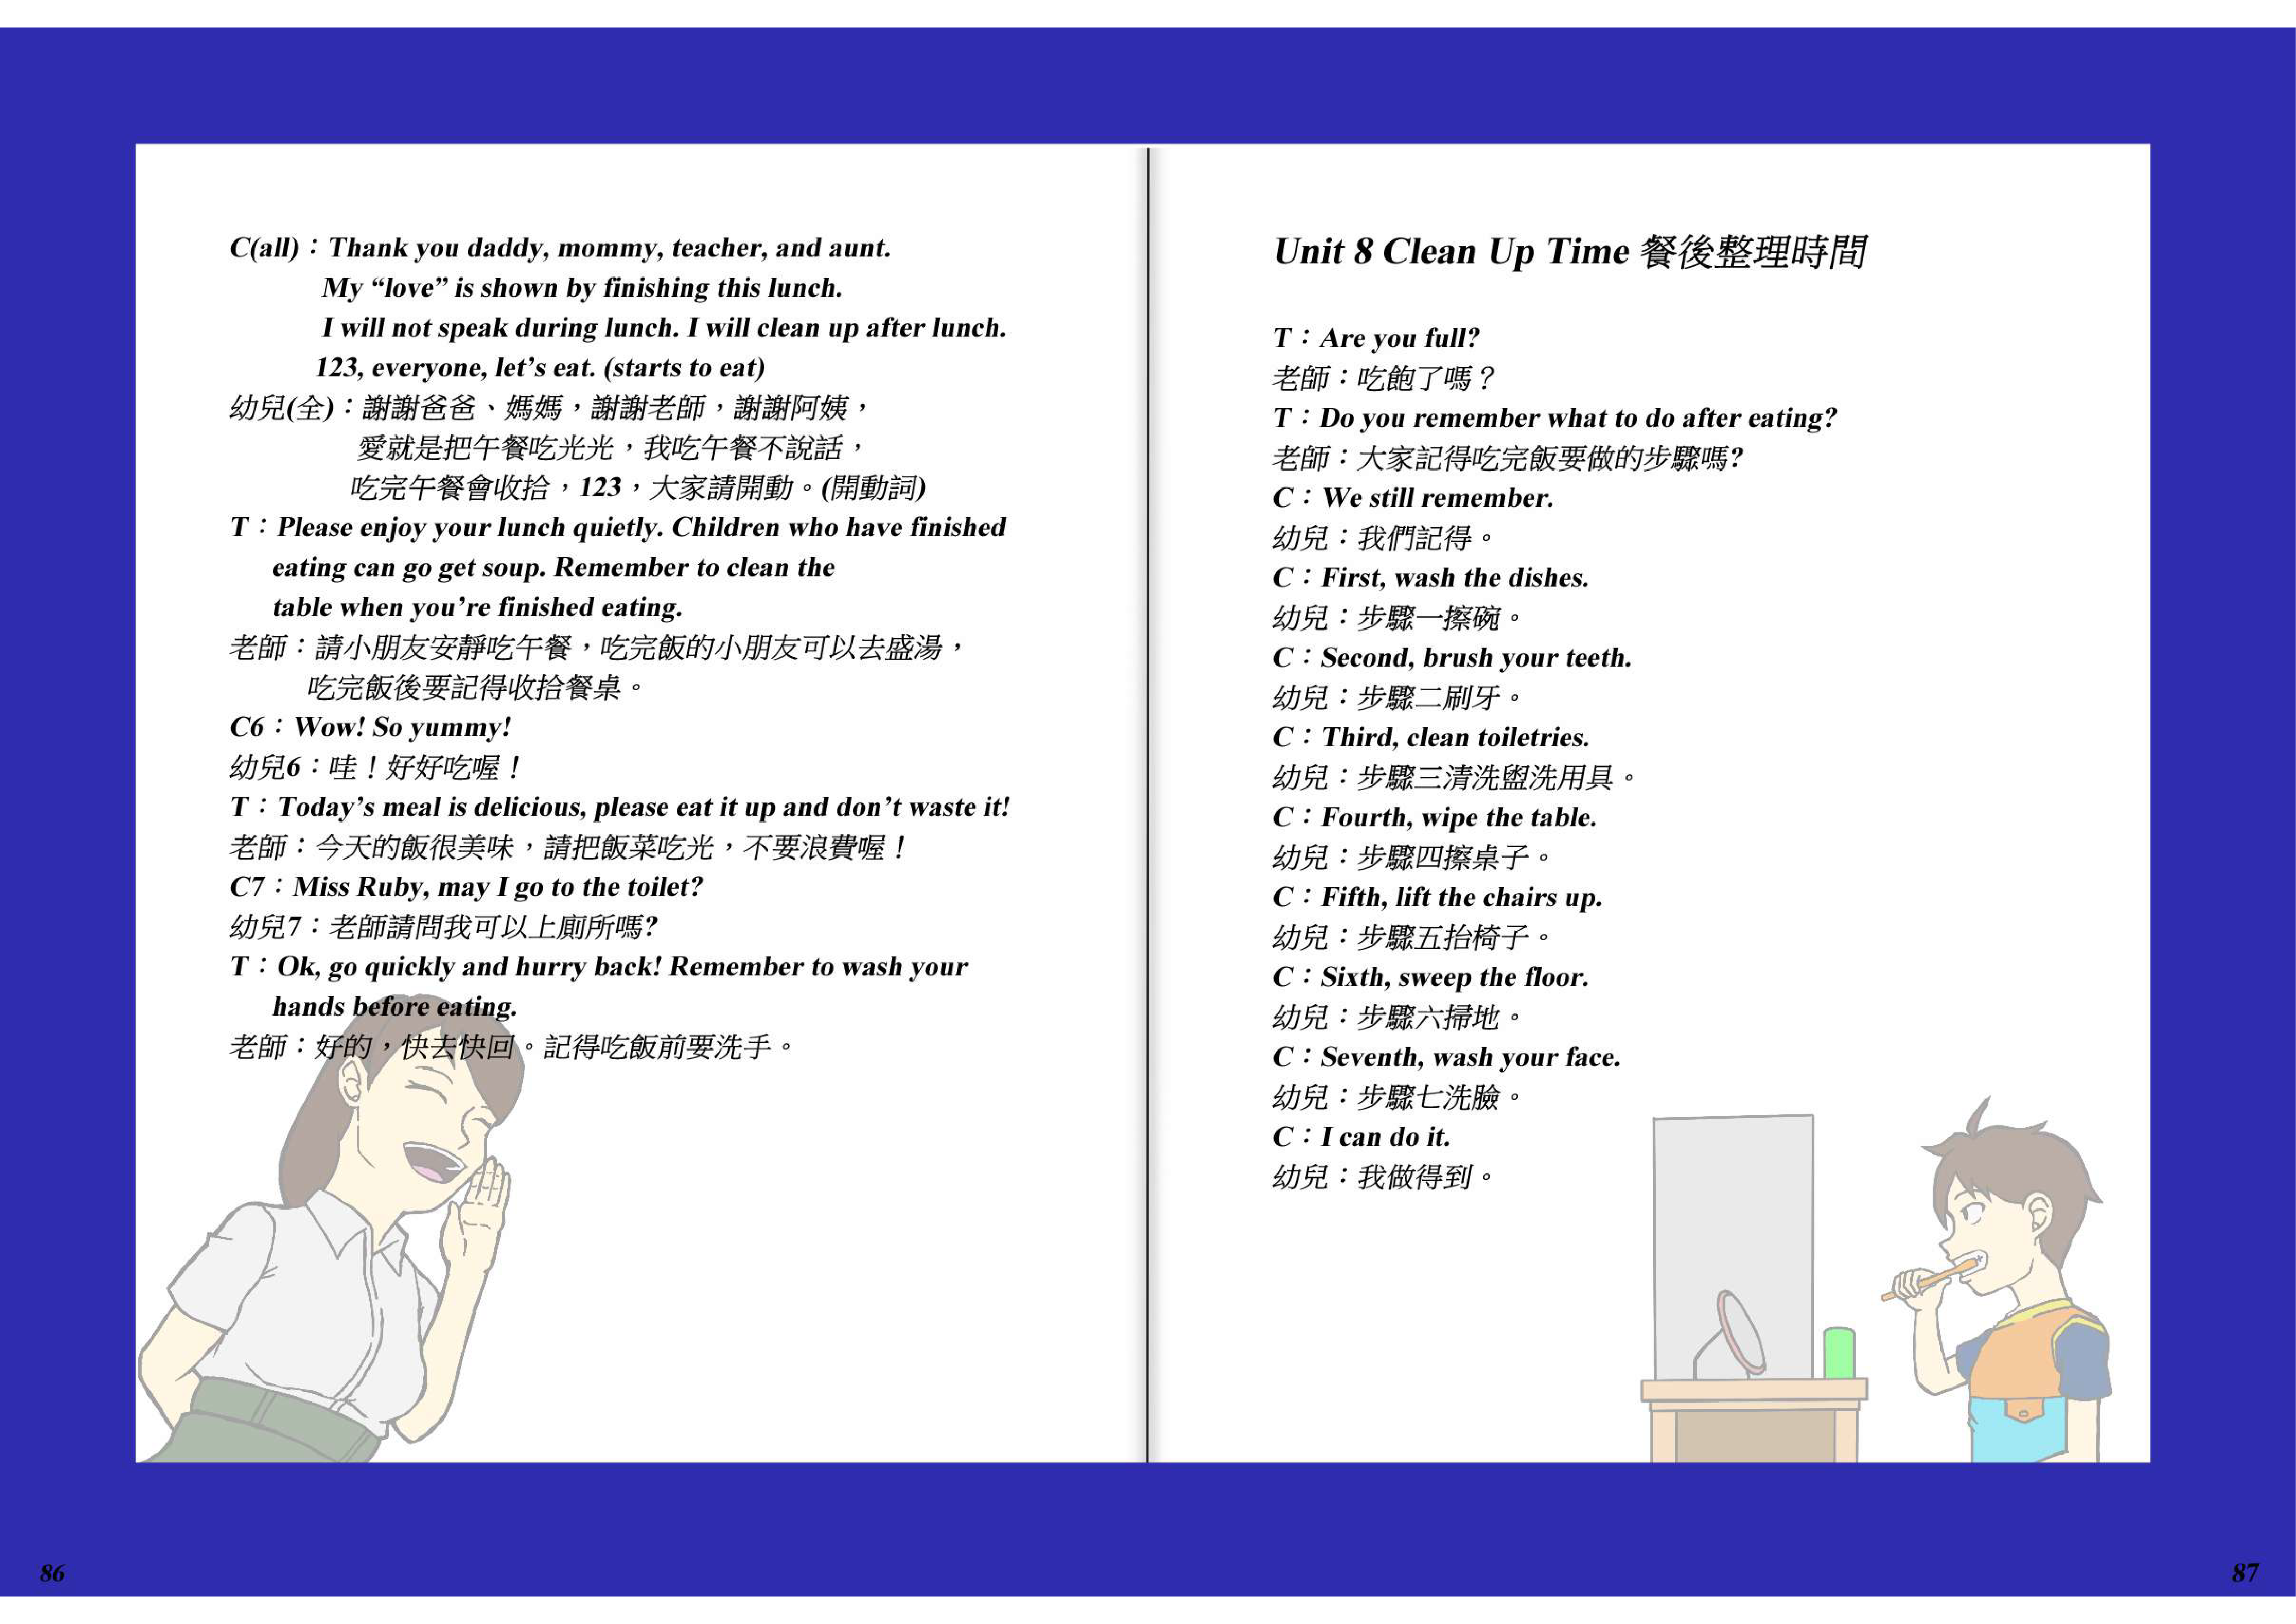 C(all)：Thank you daddy, mommy, teacher, and aunt.
My “love” is shown by finishing this lunch.
I will not speak during lunch. I will clean up after lunch.
123, everyone, let’s eat. (starts to eat)
幼兒(全)：謝謝爸爸、媽媽，謝謝老師，謝謝阿姨，
愛就是把午餐吃光光，我吃午餐不說話，
吃完午餐會收拾，123，大家請開動。(開動詞)
T：Please enjoy your lunch quietly. Children who have finished
eating can go get soup. Remember to clean the
table when you’re finished eating.
老師：請小朋友安靜吃午餐，吃完飯的小朋友可以去盛湯，
吃完飯後要記得收拾餐桌。
C6：Wow! So yummy!
幼兒6：哇！好好吃喔！
T：Today’s meal is delicious, please eat it up and don’t waste it!
老師：今天的飯很美味，請把飯菜吃光，不要浪費喔！
C7：Miss Ruby, may I go to the toilet?
幼兒7：老師請問我可以上廁所嗎?
T：Ok, go quickly and hurry back! Remember to wash your
hands before eating.
老師：好的，快去快回。記得吃飯前要洗手。
86
Unit 8 Clean Up Time 餐後整理時間
T：Are you full?
老師：吃飽了嗎？
T：Do you remember what to do after eating?
老師：大家記得吃完飯要做的步驟嗎?
C：We still remember.
幼兒：我們記得。
C：First, wash the dishes.
幼兒：步驟一擦碗。
C：Second, brush your teeth.
幼兒：步驟二刷牙。
C：Third, clean toiletries.
幼兒：步驟三清洗盥洗用具。
C：Fourth, wipe the table.
幼兒：步驟四擦桌子。
C：Fifth, lift the chairs up.
幼兒：步驟五抬椅子。
C：Sixth, sweep the floor.
幼兒：步驟六掃地。
C：Seventh, wash your face.
幼兒：步驟七洗臉。
C：I can do it.
幼兒：我做得到。
87